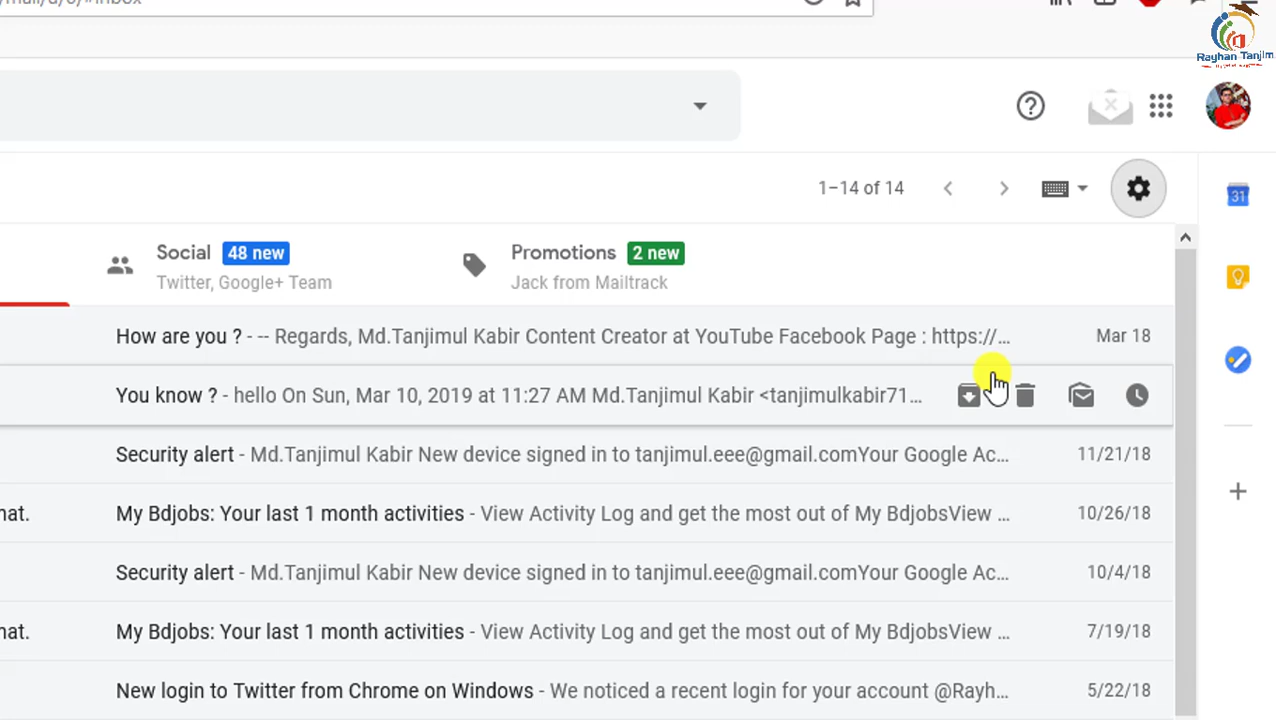 Rayhan Tanjim
1–14 of 14
31
Social 48 new
Twitter, Google+ Team
Promotions 2 new
Jack from Mailtrack
How are you ? - -- Regards, Md.Tanjimul Kabir Content Creator at YouTube Facebook Page : https://... Mar 18
You know ? - hello On Sun, Mar 10, 2019 at 11:27 AM Md.Tanjimul Kabir <tanjimulkabir71...
Security alert - Md.Tanjimul Kabir New device signed in to tanjimul.eee@gmail.comYour Google Ac... 11/21/18
nat. My Bdjobs: Your last 1 month activities - View Activity Log and get the most out of My BdjobsView ... 10/26/18
Security alert - Md.Tanjimul Kabir New device signed in to tanjimul.eee@gmail.comYour Google Ac... 10/4/18
nat. My Bdjobs: Your last 1 month activities - View Activity Log and get the most out of My BdjobsView ... 7/19/18
New login to Twitter from Chrome on Windows - We noticed a recent login for your account @Rayh... 5/22/18